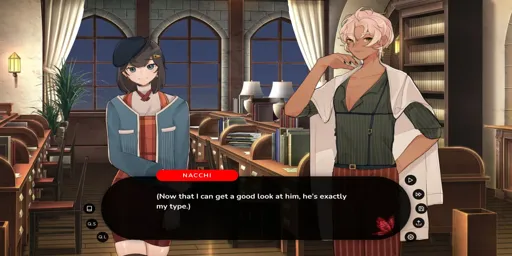 NACCHI
(Now that I can get a good look at him, he's exactly
my type.)
Q.S
Q.L